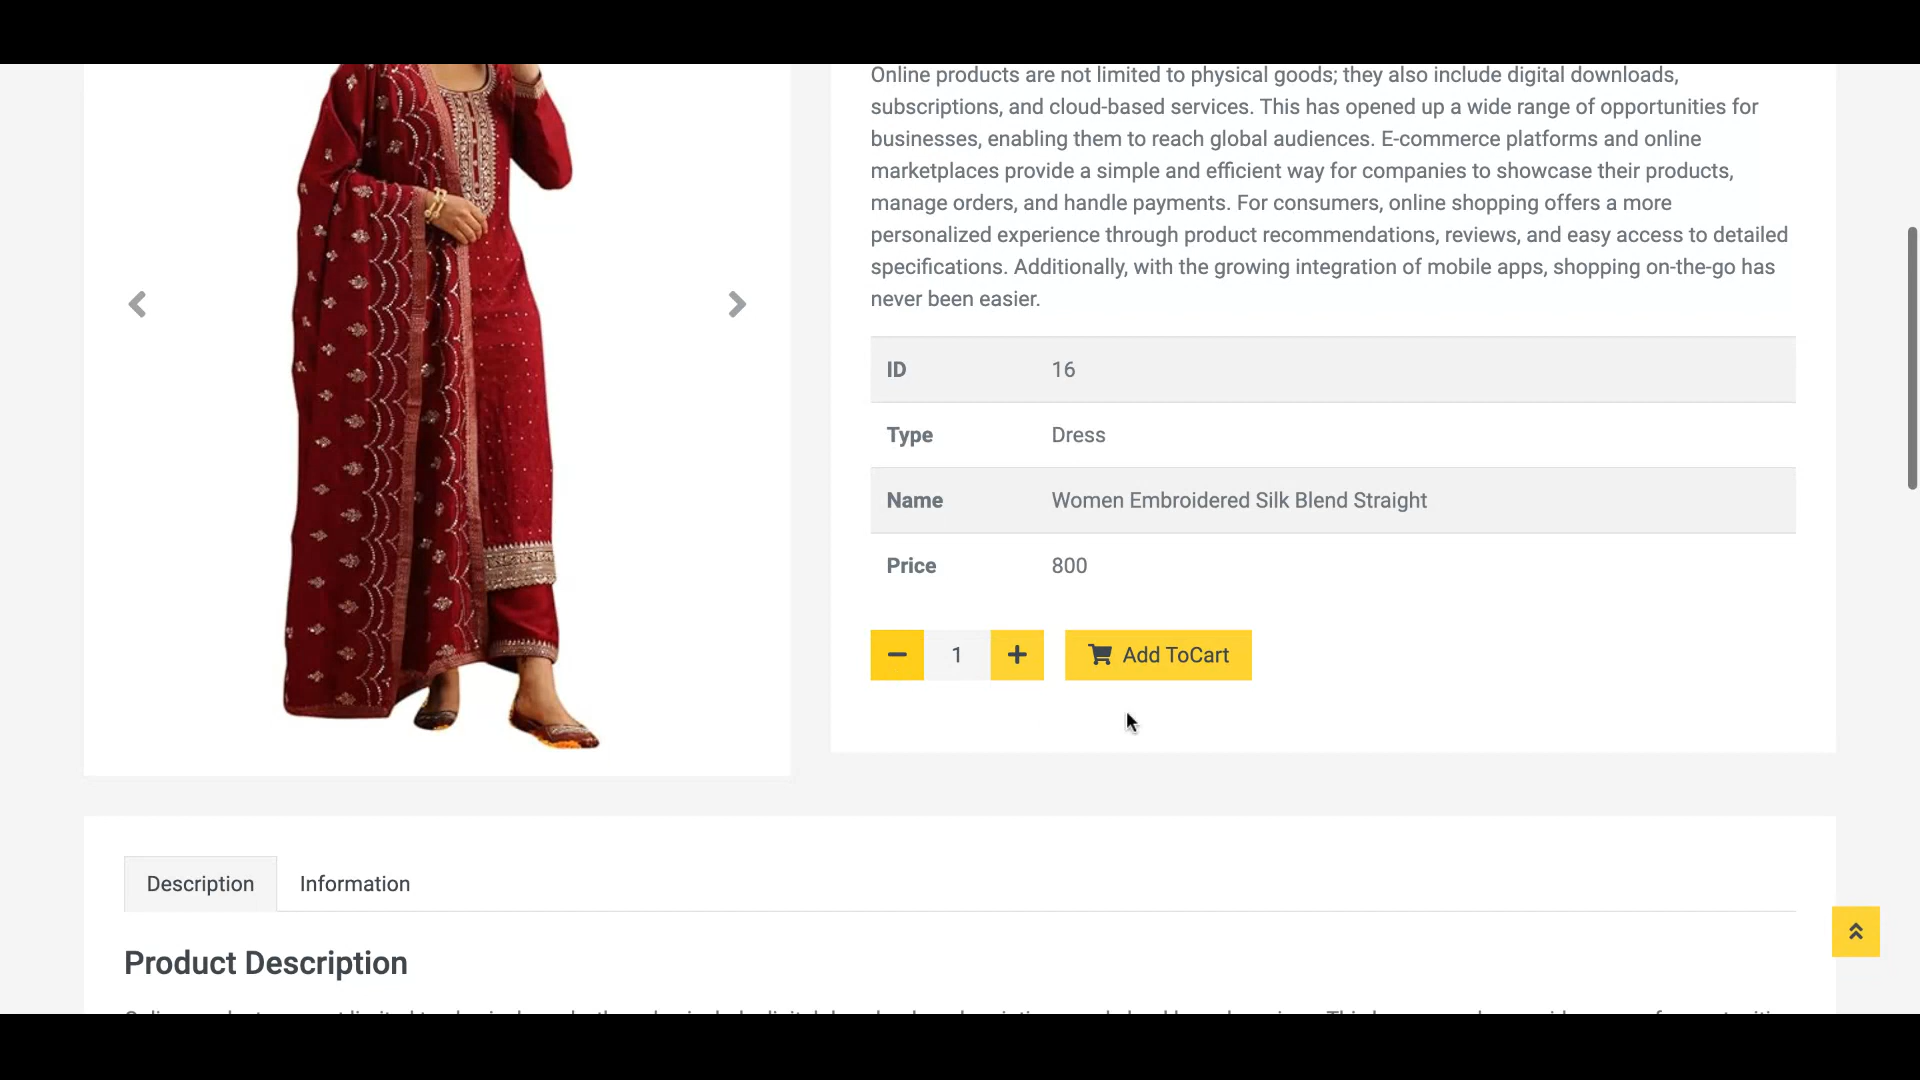 Online products are not limited to physical goods; they also include digital downloads,
subscriptions, and cloud-based services. This has opened up a wide range of opportunities for
businesses, enabling them to reach global audiences. E-commerce platforms and online
marketplaces provide a simple and efficient way for companies to showcase their products,
manage orders, and handle payments. For consumers, online shopping offers a more
personalized experience through product recommendations, reviews, and easy access to detailed
specifications. Additionally, with the growing integration of mobile apps, shopping on-the-go has
never been easier.
ID 16
Type Dress
Name Women Embroidered Silk Blend Straight
Price 800
1
Add ToCart
Description Information
Product Description